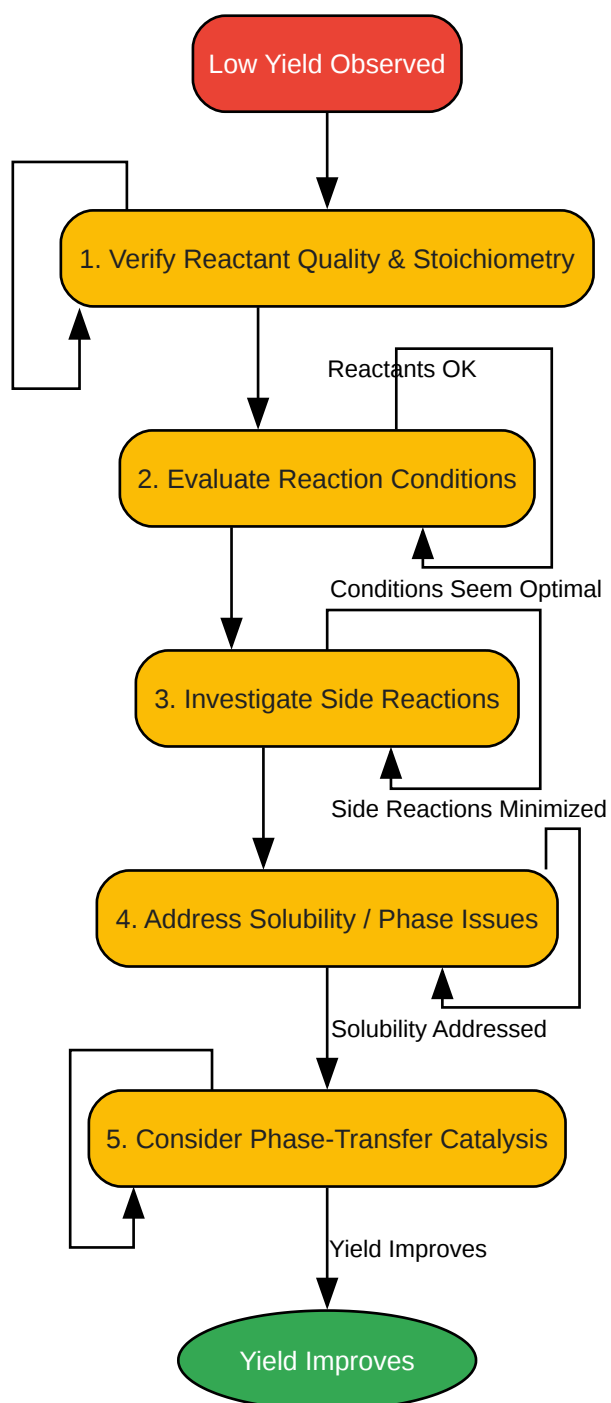 Low Yield Observed
1. Verify Reactant Quality & Stoichiometry
Reactants OK
2. Evaluate Reaction Conditions
Conditions Seem Optimal
3. Investigate Side Reactions
Side Reactions Minimized
4. Address Solubility / Phase Issues
Solubility Addressed
5. Consider Phase-Transfer Catalysis
Yield Improves
Yield Improves